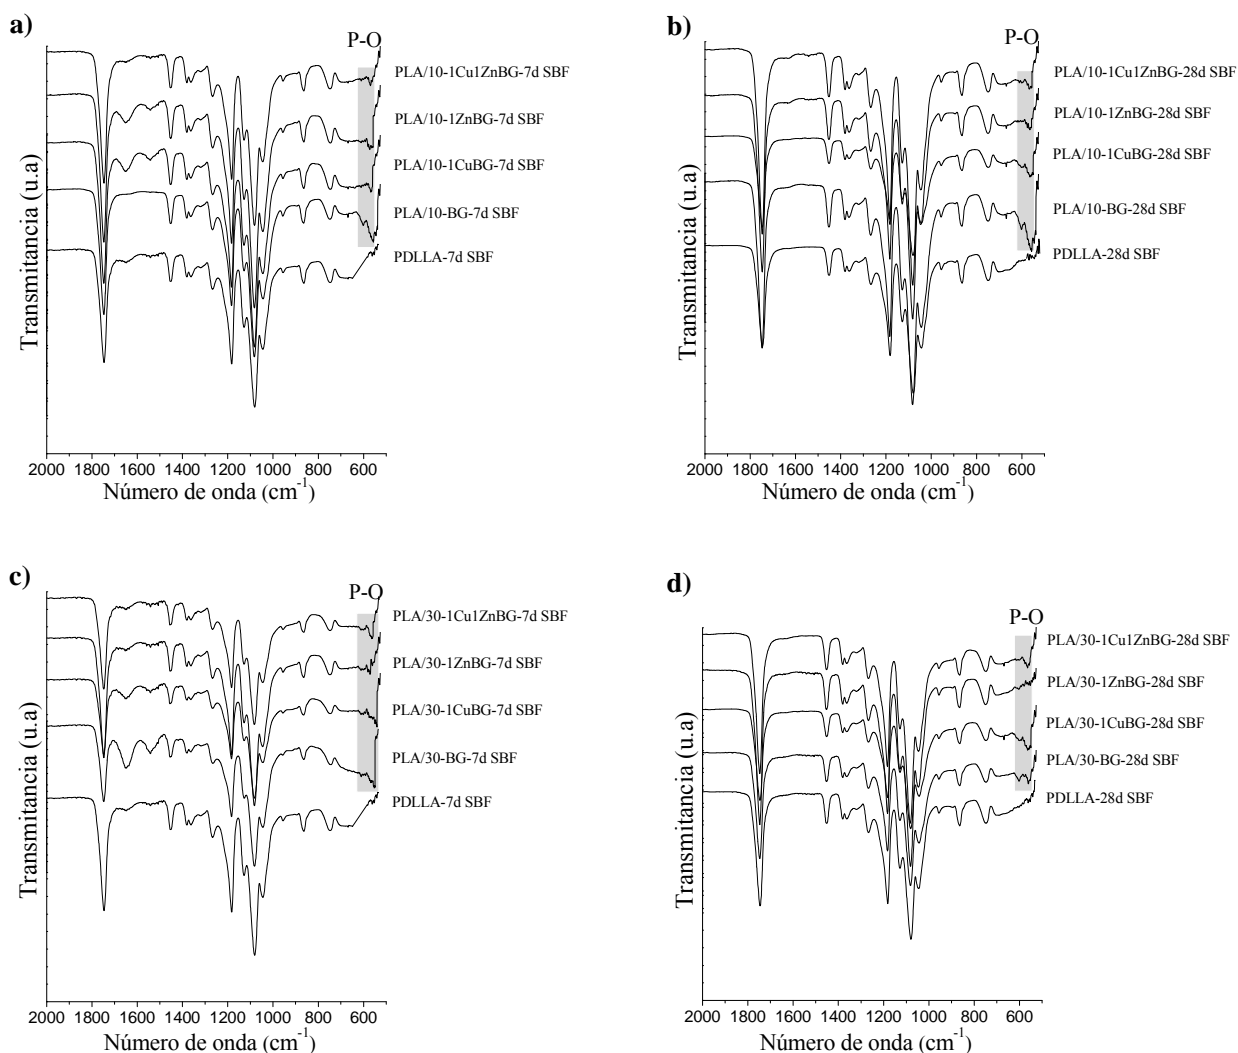 a)
P-O
PLA/10-1Cu1ZnBG-7d SBF
PLA/10-1ZnBG-7d SBF
PLA/10-1CuBG-7d SBF
PLA/10-BG-7d SBF
PDLLA-7d SBF
Transmitancia (u.a)
2000 1800 1600 1400 1200 1000 800 600
Número de onda (cm-1)
b)
P-O
PLA/10-1Cu1ZnBG-28d SBF
PLA/10-1ZnBG-28d SBF
PLA/10-1CuBG-28d SBF
PLA/10-BG-28d SBF
PDLLA-28d SBF
Transmitancia (u.a)
2000 1800 1600 1400 1200 1000 800 600
Número de onda (cm-1)
c)
P-O
PLA/30-1Cu1ZnBG-7d SBF
PLA/30-1ZnBG-7d SBF
PLA/30-1CuBG-7d SBF
PLA/30-BG-7d SBF
PDLLA-7d SBF
Transmitancia (u.a)
2000 1800 1600 1400 1200 1000 800 600
Número de onda (cm-1)
d)
P-O
PLA/30-1Cu1ZnBG-28d SBF
PLA/30-1ZnBG-28d SBF
PLA/30-1CuBG-28d SBF
PLA/30-BG-28d SBF
PDLLA-28d SBF
Transmitancia (u.a)
2000 1800 1600 1400 1200 1000 800 600
Número de onda (cm-1)